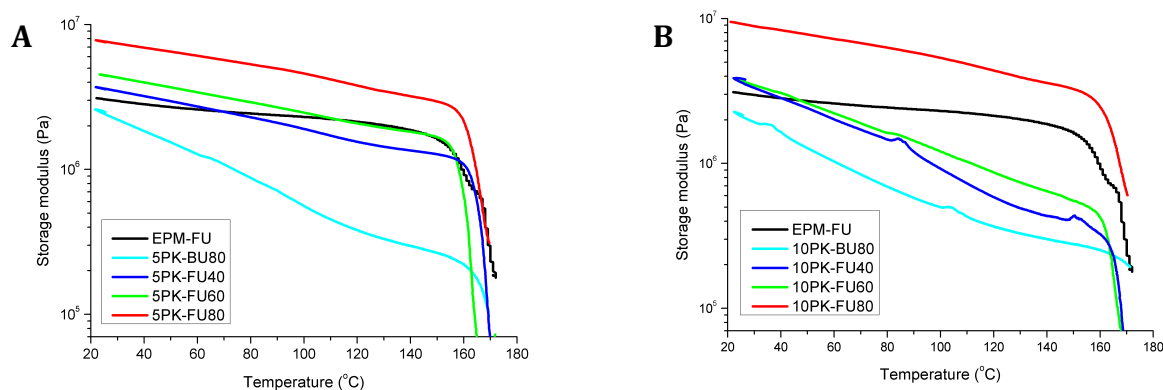 A
10⁷
10⁶
10⁵
Storage modulus (Pa)
EPM-FU
5PK-BU80
5PK-FU40
5PK-FU60
5PK-FU80
20 40 60 80 100 120 140 160 180
Temperature (°C)
B
10⁷
10⁶
10⁵
Storage modulus (Pa)
EPM-FU
10PK-BU80
10PK-FU40
10PK-FU60
10PK-FU80
20 40 60 80 100 120 140 160 180
Temperature (°C)